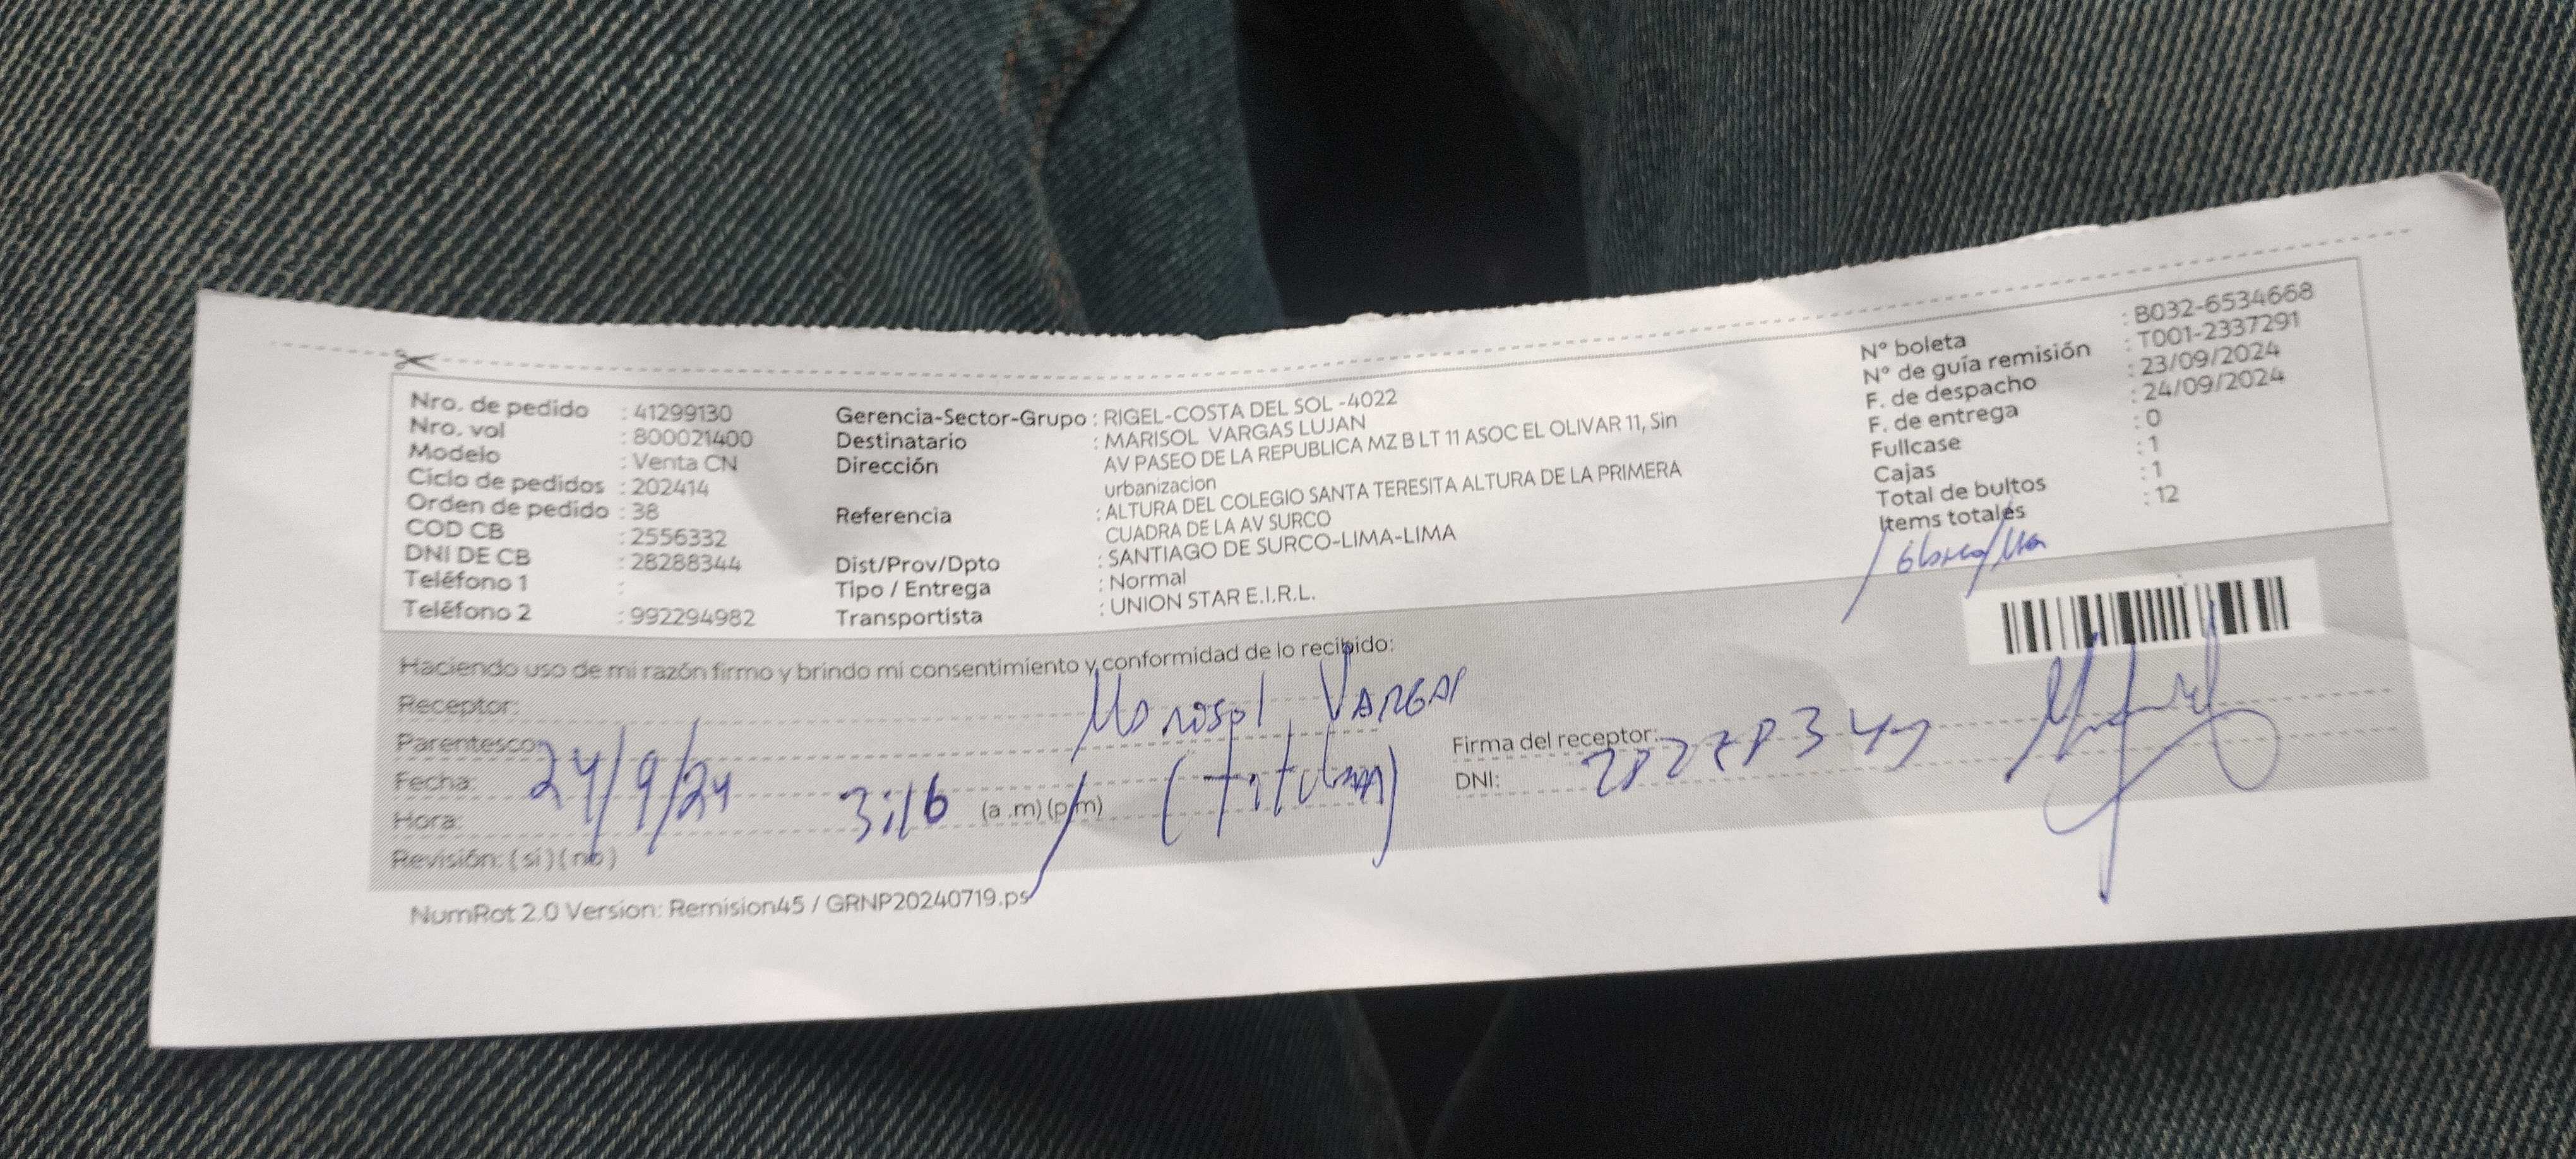 Nro. de pedido : 41299130
Nro. vol : 800021400
Modelo : Venta CN
Ciclo de pedidos : 202414
Orden de pedido : 38
COD CB : 2556332
DNI DE CB : 28288344
Teléfono 1 :
Teléfono 2 : 992294982
Gerencia-Sector-Grupo : RIGEL-COSTA DEL SOL -4022
Destinatario : MARISOL VARGAS LUJAN
Dirección AV PASEO DE LA REPUBLICA MZ B LT 11 ASOC EL OLIVAR 11, Sin
urbanizacion
Referencia : ALTURA DEL COLEGIO SANTA TERESITA ALTURA DE LA PRIMERA
CUADRA DE LA AV SURCO
Dist/Prov/Dpto : SANTIAGO DE SURCO-LIMA-LIMA
Tipo / Entrega : Normal
Transportista : UNION STAR E.I.R.L.
N° boleta : B032-6534668
N° de guía remisión : T001-2337291
F. de despacho : 23/09/2024
F. de entrega : 24/09/2024
Fullcase : 0
Cajas : 1
Total de bultos : 1
Items totales : 12
Haciendo uso de mi razón firmo y brindo mi consentimiento y conformidad de lo recibido:
Receptor: Marisol VARGAS
Parentesco: (titular)
Fecha: 24/9/24
Hora: 3:16 (a .m) (p.m)
Revisión: ( si ) ( no )
Firma del receptor:
DNI:
NumRot 2.0 Version: Remision45 / GRNP20240719.ps